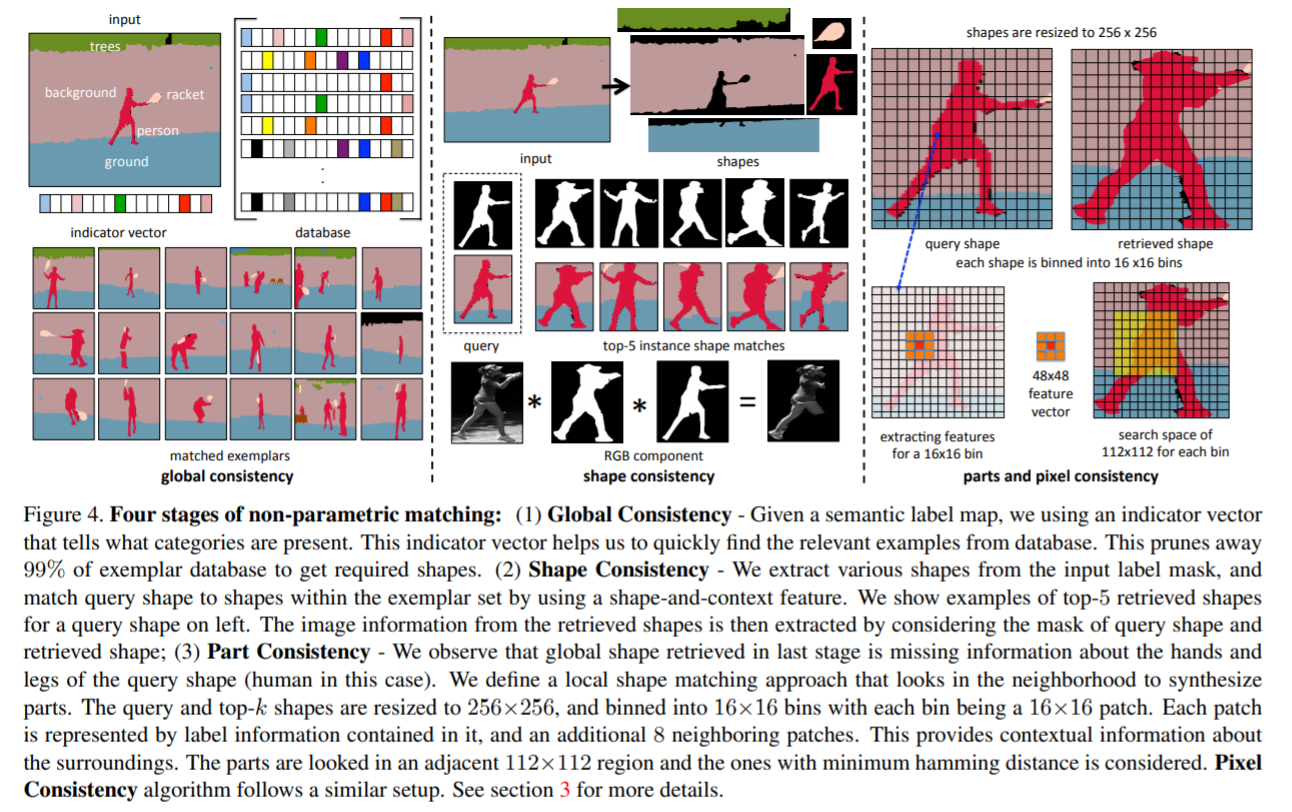 input
trees
background
racket
person
ground
indicator vector
database
matched exemplars
global consistency
input
shapes
query
top-5 instance shape matches
*
*
=
RGB component
shape consistency
shapes are resized to 256 x 256
query shape
retrieved shape
each shape is binned into 16 x16 bins
48x48
feature
vector
extracting features
for a 16x16 bin
search space of
112x112 for each bin
parts and pixel consistency
Figure 4. Four stages of non-parametric matching: (1) Global Consistency - Given a semantic label map, we using an indicator vector
that tells what categories are present. This indicator vector helps us to quickly find the relevant examples from database. This prunes away
99% of exemplar database to get required shapes. (2) Shape Consistency - We extract various shapes from the input label mask, and
match query shape to shapes within the exemplar set by using a shape-and-context feature. We show examples of top-5 retrieved shapes
for a query shape on left. The image information from the retrieved shapes is then extracted by considering the mask of query shape and
retrieved shape; (3) Part Consistency - We observe that global shape retrieved in last stage is missing information about the hands and
legs of the query shape (human in this case). We define a local shape matching approach that looks in the neighborhood to synthesize
parts. The query and top-k shapes are resized to 256×256, and binned into 16×16 bins with each bin being a 16×16 patch. Each patch
is represented by label information contained in it, and an additional 8 neighboring patches. This provides contextual information about
the surroundings. The parts are looked in an adjacent 112×112 region and the ones with minimum hamming distance is considered. Pixel
Consistency algorithm follows a similar setup. See section 3 for more details.